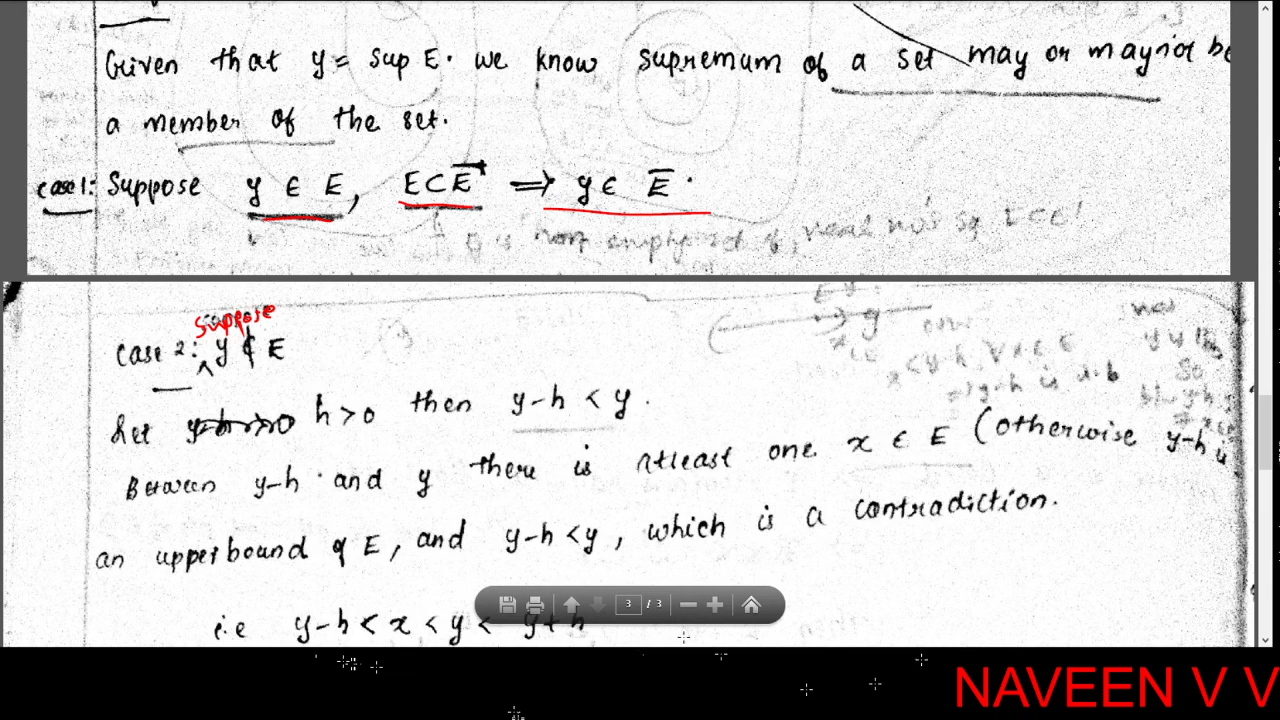 Given that y = sup E. we know supremum of a set may or may not be
a member of the set.
case 1: Suppose y ∈ E, E ⊂ E̅ ⟹ y ∈ E̅.
suppose
Case 2: ^ y ∉ E
Let h > 0 then y-h < y.
Between y-h and y there is atleast one x ∈ E (otherwise y-h is
an upperbound of E, and y-h < y, which is a contradiction.
i.e y-h < x < y < y+h
3 / 3
NAVEEN V V